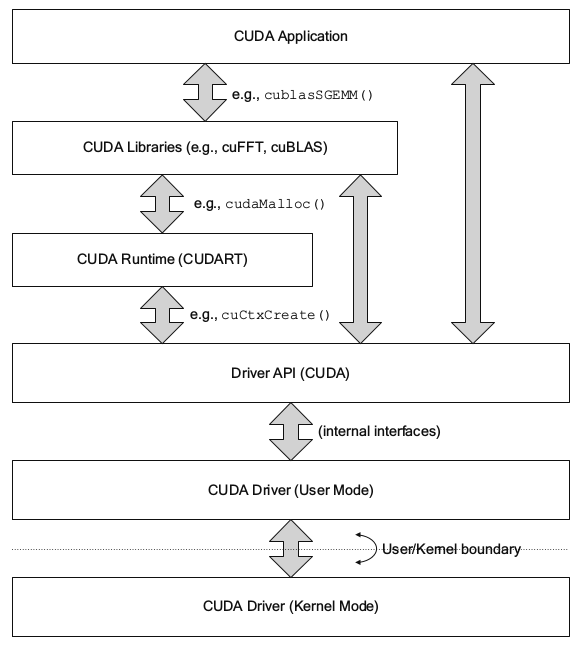 CUDA Application
e.g., cublasSGEMM()
CUDA Libraries (e.g., cuFFT, cuBLAS)
e.g., cudaMalloc()
CUDA Runtime (CUDART)
e.g., cuCtxCreate()
Driver API (CUDA)
(internal interfaces)
CUDA Driver (User Mode)
User/Kernel boundary
CUDA Driver (Kernel Mode)